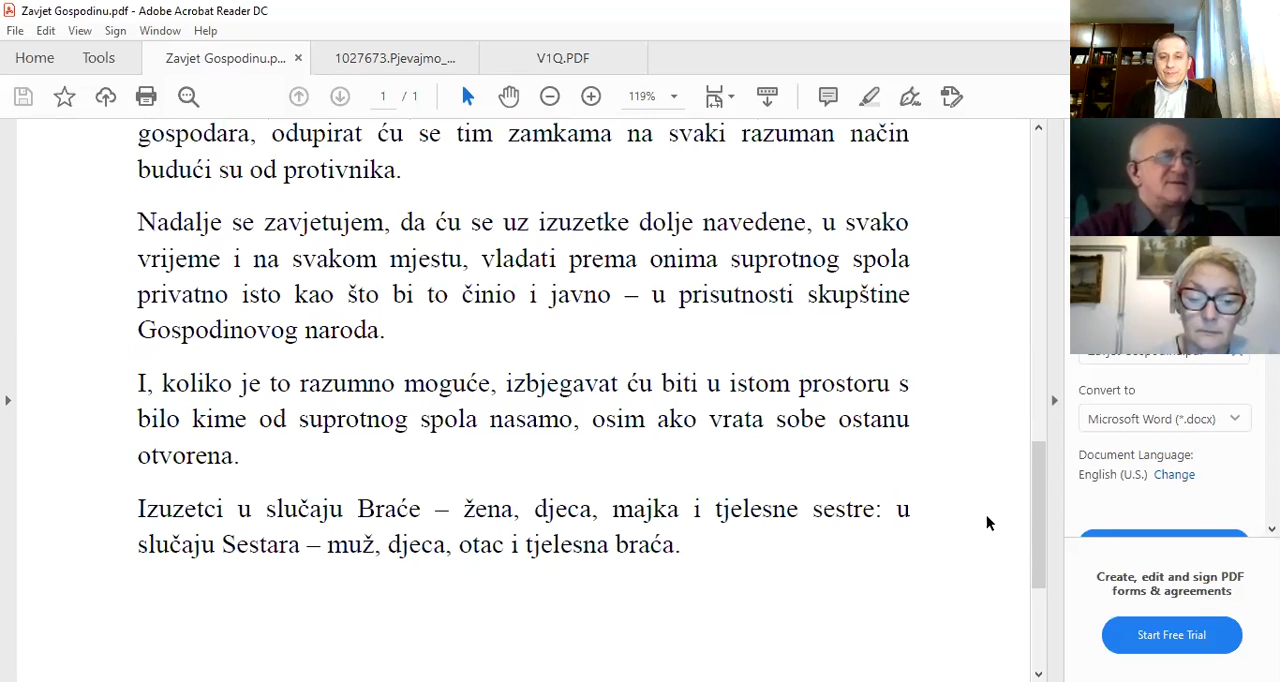 Zavjet Gospodinu.pdf - Adobe Acrobat Reader DC
File Edit View Sign Window Help
Home Tools Zavjet Gospodinu.p... × 1027673.Pjevajmo_... V1Q.PDF
1 / 1 119%
gospodara, odupirat ću se tim zamkama na svaki razuman način
budući su od protivnika.
Nadalje se zavjetujem, da ću se uz izuzetke dolje navedene, u svako
vrijeme i na svakom mjestu, vladati prema onima suprotnog spola
privatno isto kao što bi to činio i javno – u prisutnosti skupštine
Gospodinovog naroda.
I, koliko je to razumno moguće, izbjegavat ću biti u istom prostoru s
bilo kime od suprotnog spola nasamo, osim ako vrata sobe ostanu
otvorena.
Izuzetci u slučaju Braće – žena, djeca, majka i tjelesne sestre: u
slučaju Sestara – muž, djeca, otac i tjelesna braća.
Convert to
Microsoft Word (*.docx)
Document Language:
English (U.S.) Change
Create, edit and sign PDF
forms & agreements
Start Free Trial